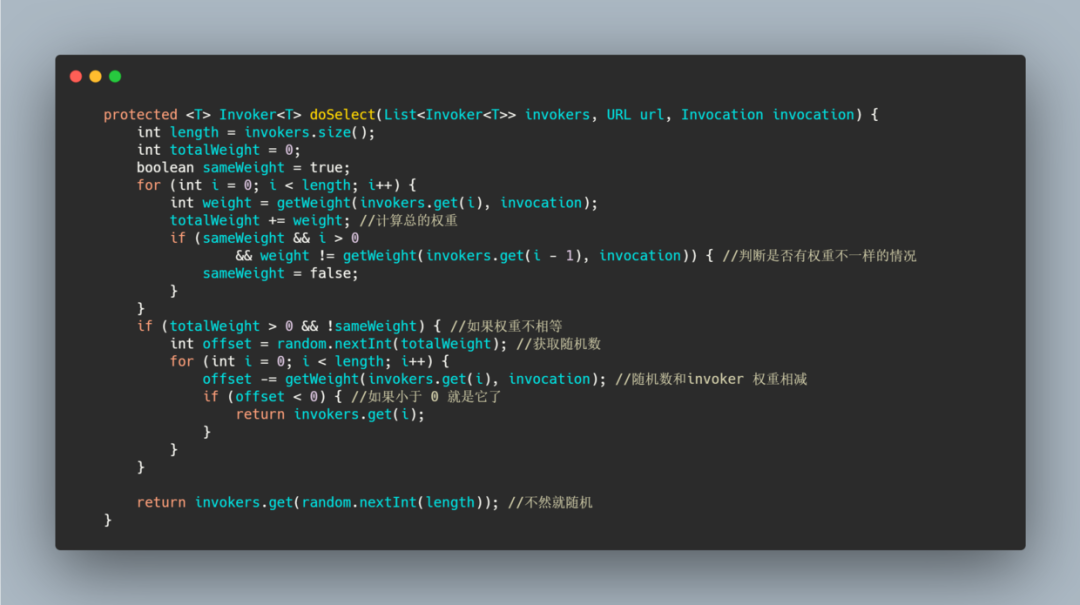 protected <T> Invoker<T> doSelect(List<Invoker<T>> invokers, URL url, Invocation invocation) {
    int length = invokers.size();
    int totalWeight = 0;
    boolean sameWeight = true;
    for (int i = 0; i < length; i++) {
        int weight = getWeight(invokers.get(i), invocation);
        totalWeight += weight; //计算总的权重
        if (sameWeight && i > 0
                && weight != getWeight(invokers.get(i - 1), invocation)) { //判断是否有权重不一样的情况
            sameWeight = false;
        }
    }
    if (totalWeight > 0 && !sameWeight) { //如果权重不相等
        int offset = random.nextInt(totalWeight); //获取随机数
        for (int i = 0; i < length; i++) {
            offset -= getWeight(invokers.get(i), invocation); //随机数和invoker 权重相减
            if (offset < 0) { //如果小于 0 就是它了
                return invokers.get(i);
            }
        }
    }

    return invokers.get(random.nextInt(length)); //不然就随机
}